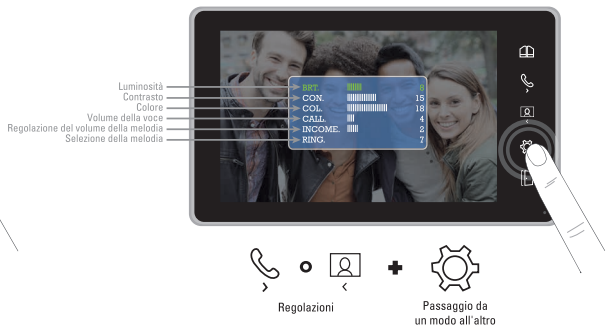 Luminosità
Contrasto
Colore
Volume della voce
Regolazione del volume della melodia
Selezione della melodia
BRT. 8
CON. 15
COL. 18
CALL. 4
INCOME. 2
RING. 7
Regolazioni
Passaggio da
un modo all'altro